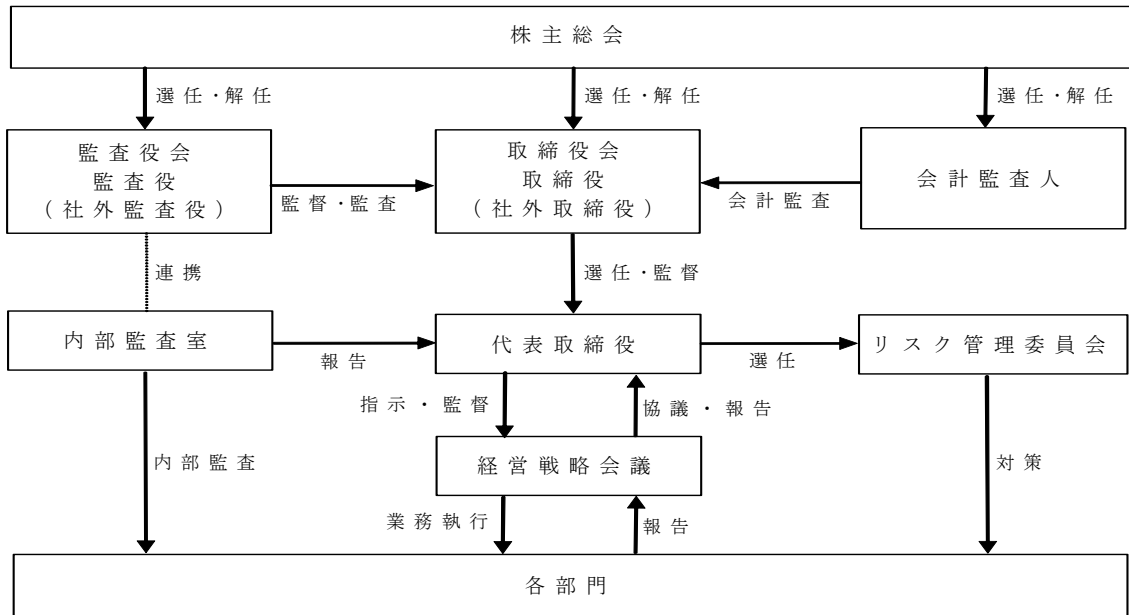 株主総会
選任・解任
選任・解任
選任・解任
監査役会
監査役
(社外監査役)
監督・監査
取締役会
取締役
(社外取締役)
会計監査
会計監査人
連携
選任・監督
内部監査室
報告
代表取締役
選任
リスク管理委員会
指示・監督
協議・報告
内部監査
経営戦略会議
対策
業務執行
報告
各部門